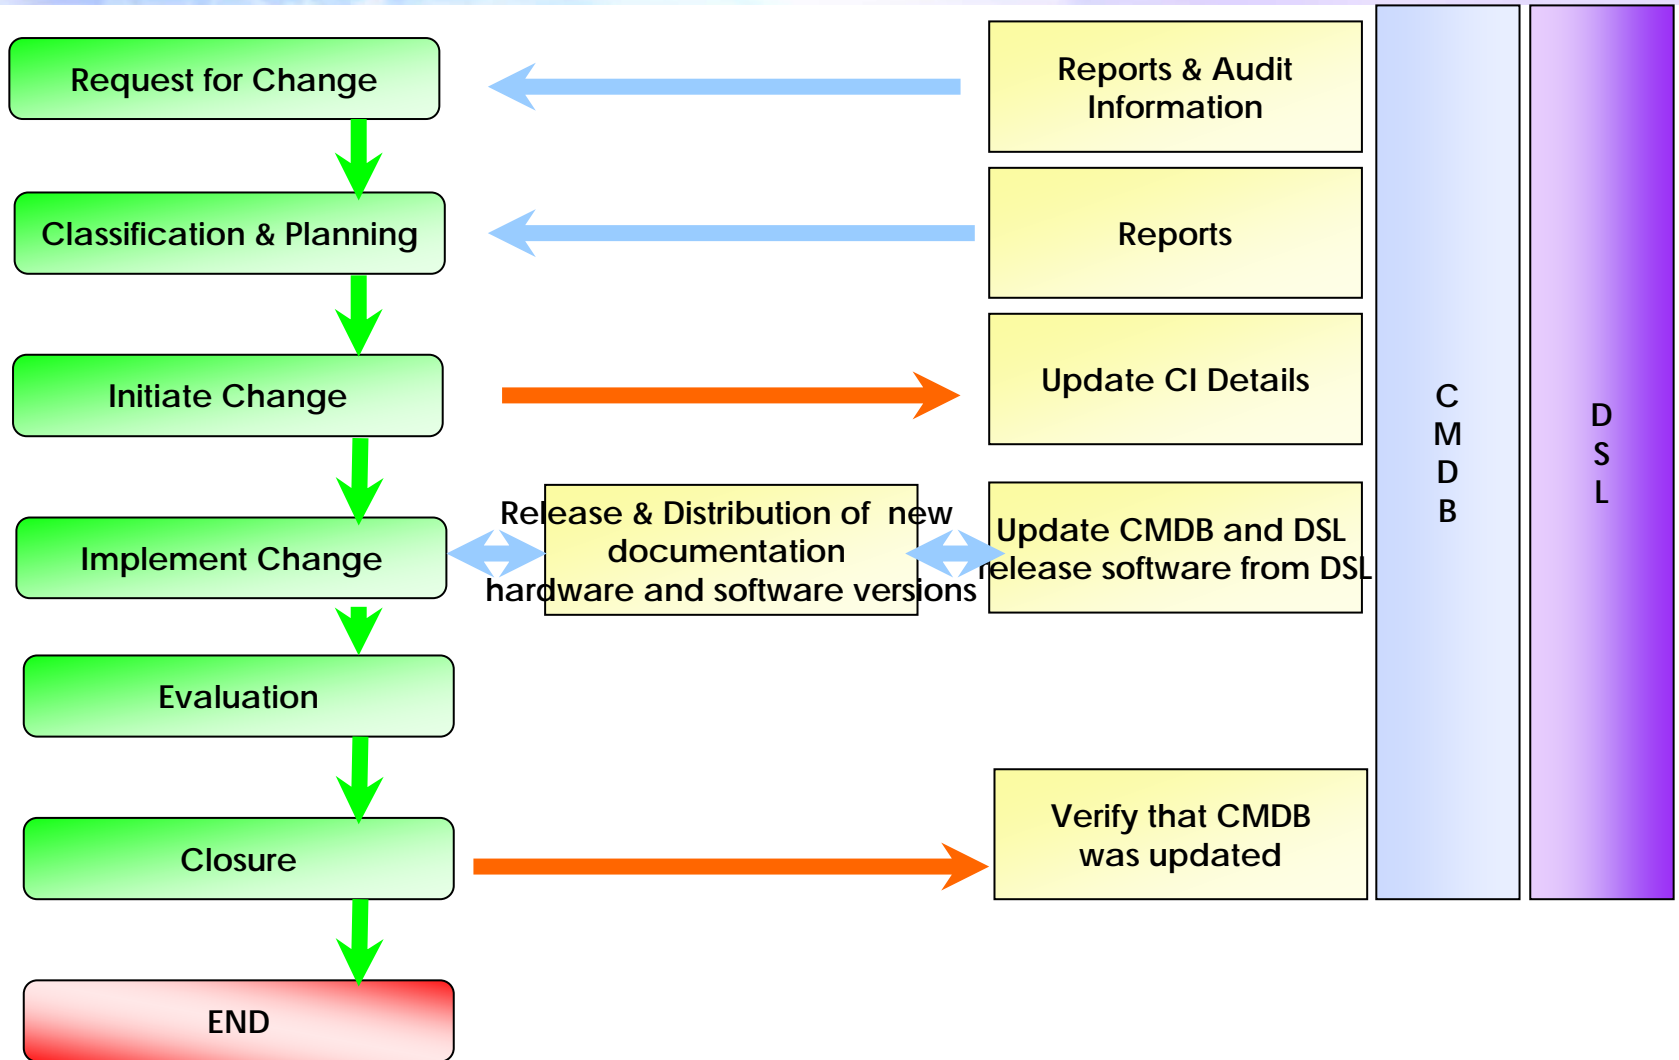 Request for Change
Reports & Audit
Information
Classification & Planning
Reports
Initiate Change
Update CI Details
Implement Change
Release & Distribution of new
documentation
hardware and software versions
Update CMDB and DSL
release software from DSL
Evaluation
Closure
Verify that CMDB
was updated
END
C
M
D
B
D
S
L